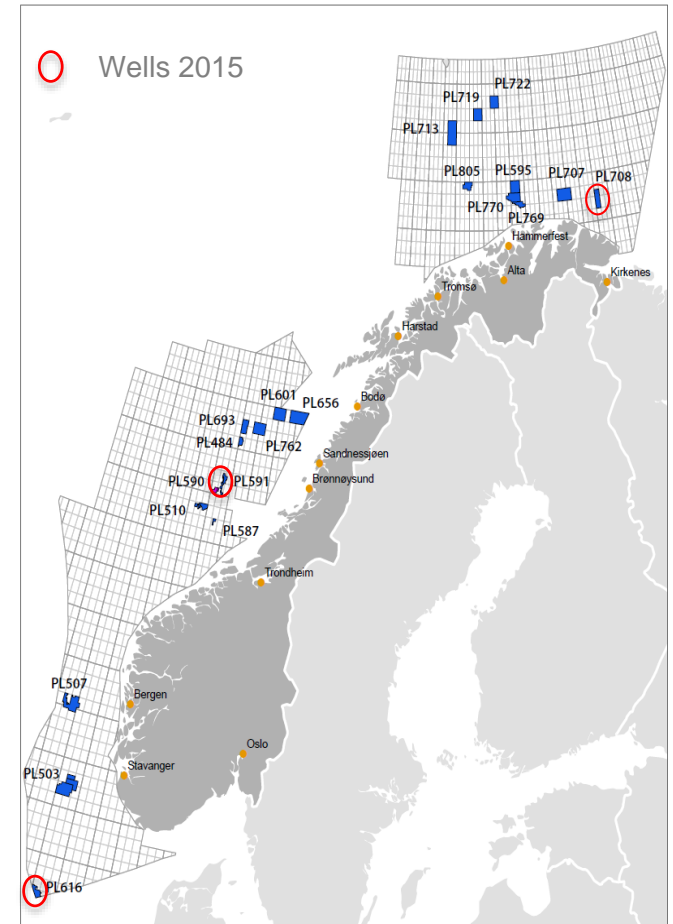 Wells 2015
PL722
PL719
PL713
PL805
PL595
PL707
PL708
PL770
PL769
Hammerfest
Alta
Kirkenes
Tromsø
Harstad
PL601
PL656
Bodø
PL693
PL484
PL762
Sandnessjøen
PL590
PL591
Brønnøysund
PL510
PL587
Trondheim
PL507
Bergen
Oslo
PL503
Stavanger
PL616